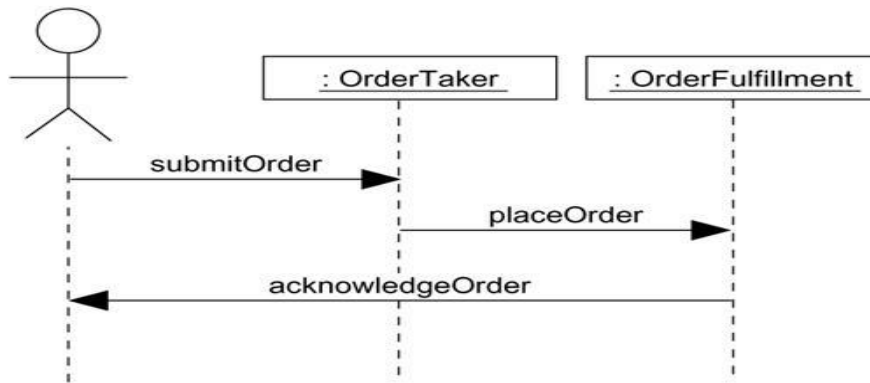 : OrderTaker
: OrderFulfillment
submitOrder
placeOrder
acknowledgeOrder